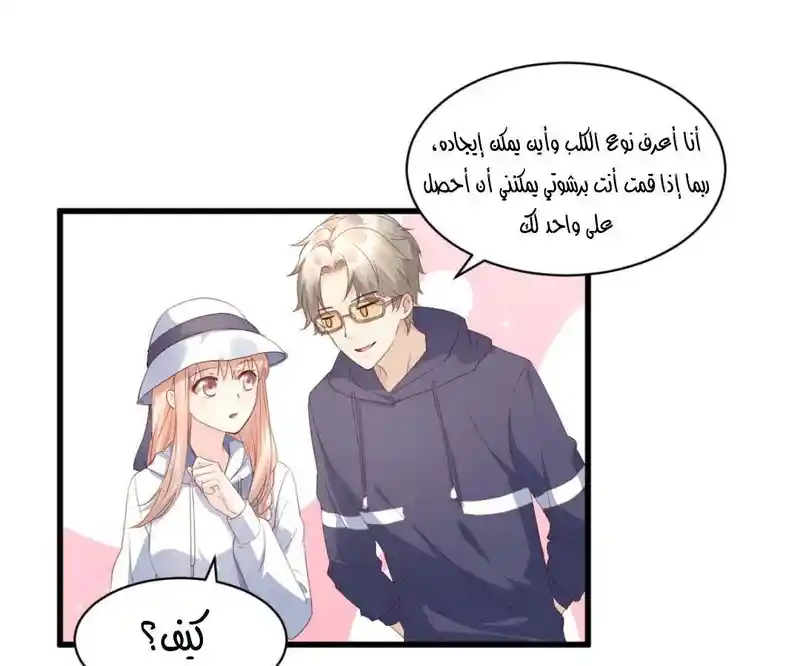 أنا أعرف نوع الكلب وأين يمكن إيجاده،
ربما إذا قمت أنت برشوتي يمكنني أن أحصل
على واحد لك
كيف؟